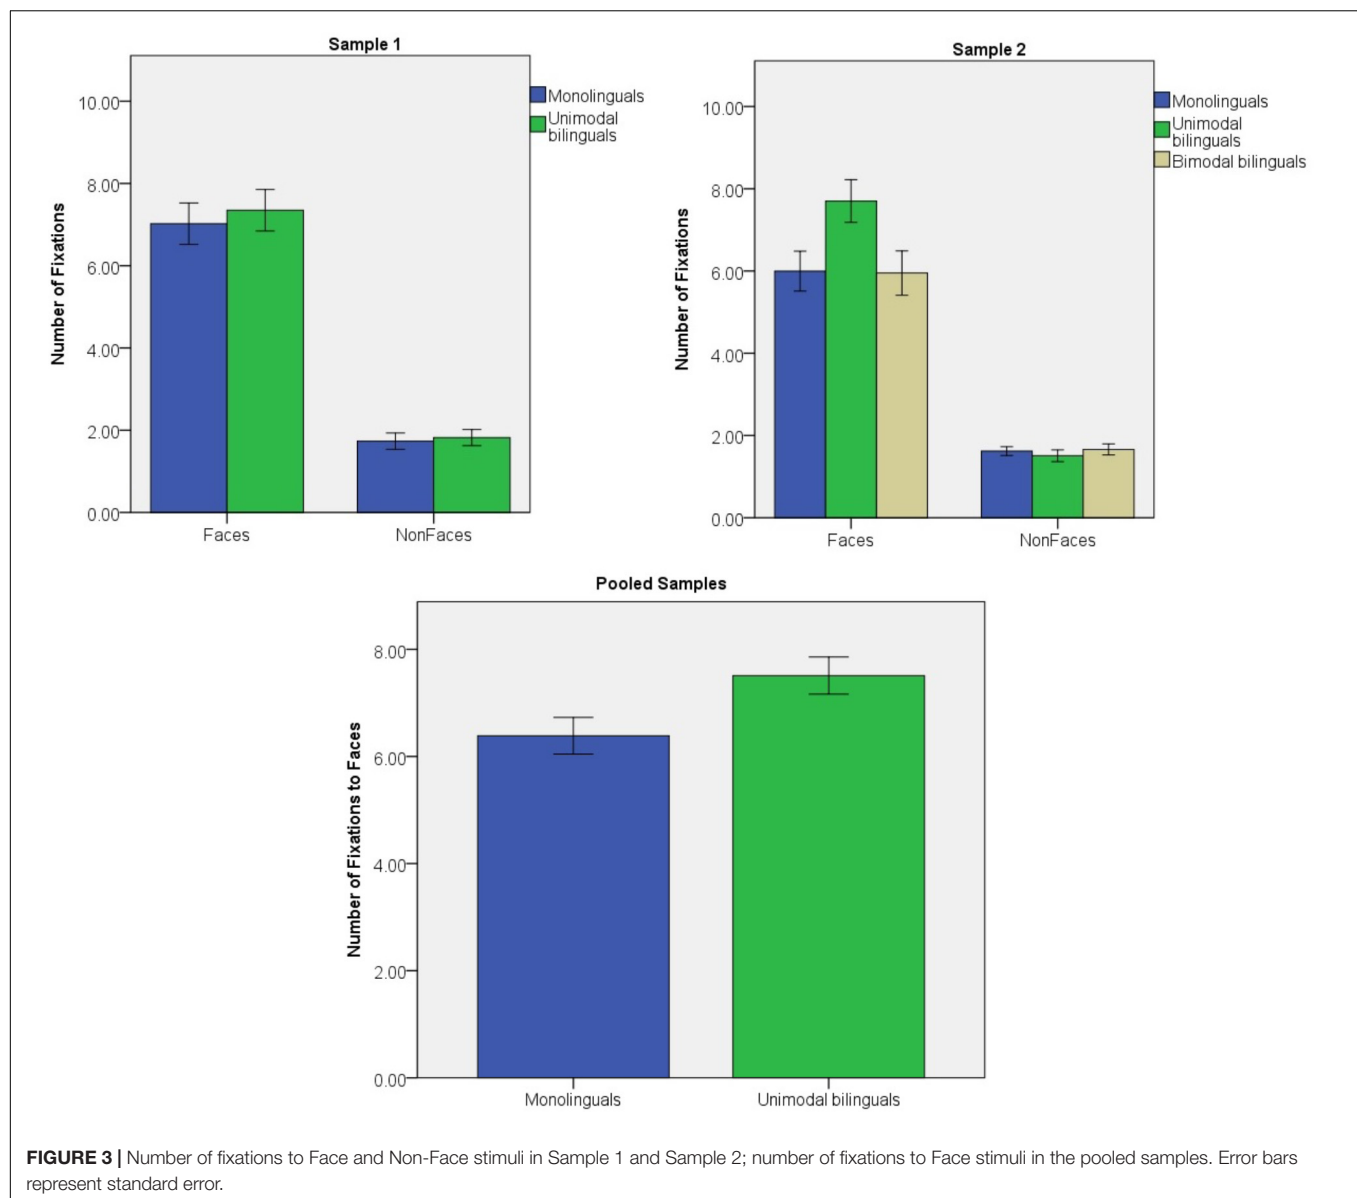 Sample 1
10.00
8.00
6.00
4.00
2.00
0.00
Number of Fixations
Faces
NonFaces
Monolinguals
Unimodal
bilinguals
Sample 2
10.00
8.00
6.00
4.00
2.00
0.00
Number of Fixations
Faces
NonFaces
Monolinguals
Unimodal
bilinguals
Bimodal bilinguals
Pooled Samples
8.00
6.00
4.00
2.00
0.00
Number of Fixations to Faces
Monolinguals
Unimodal bilinguals
FIGURE 3 | Number of fixations to Face and Non-Face stimuli in Sample 1 and Sample 2; number of fixations to Face stimuli in the pooled samples. Error bars
represent standard error.